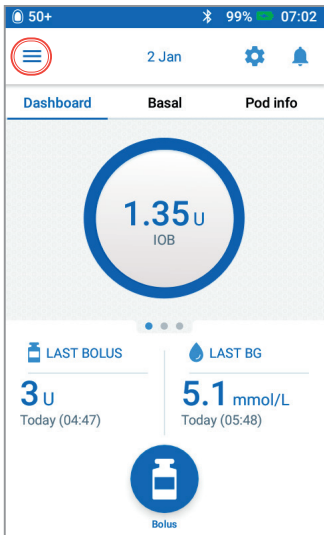 50+ 99% 07:02
2 Jan
Dashboard Basal Pod info
1.35 U
IOB
LAST BOLUS LAST BG
3 U 5.1 mmol/L
Today (04:47) Today (05:48)
Bolus